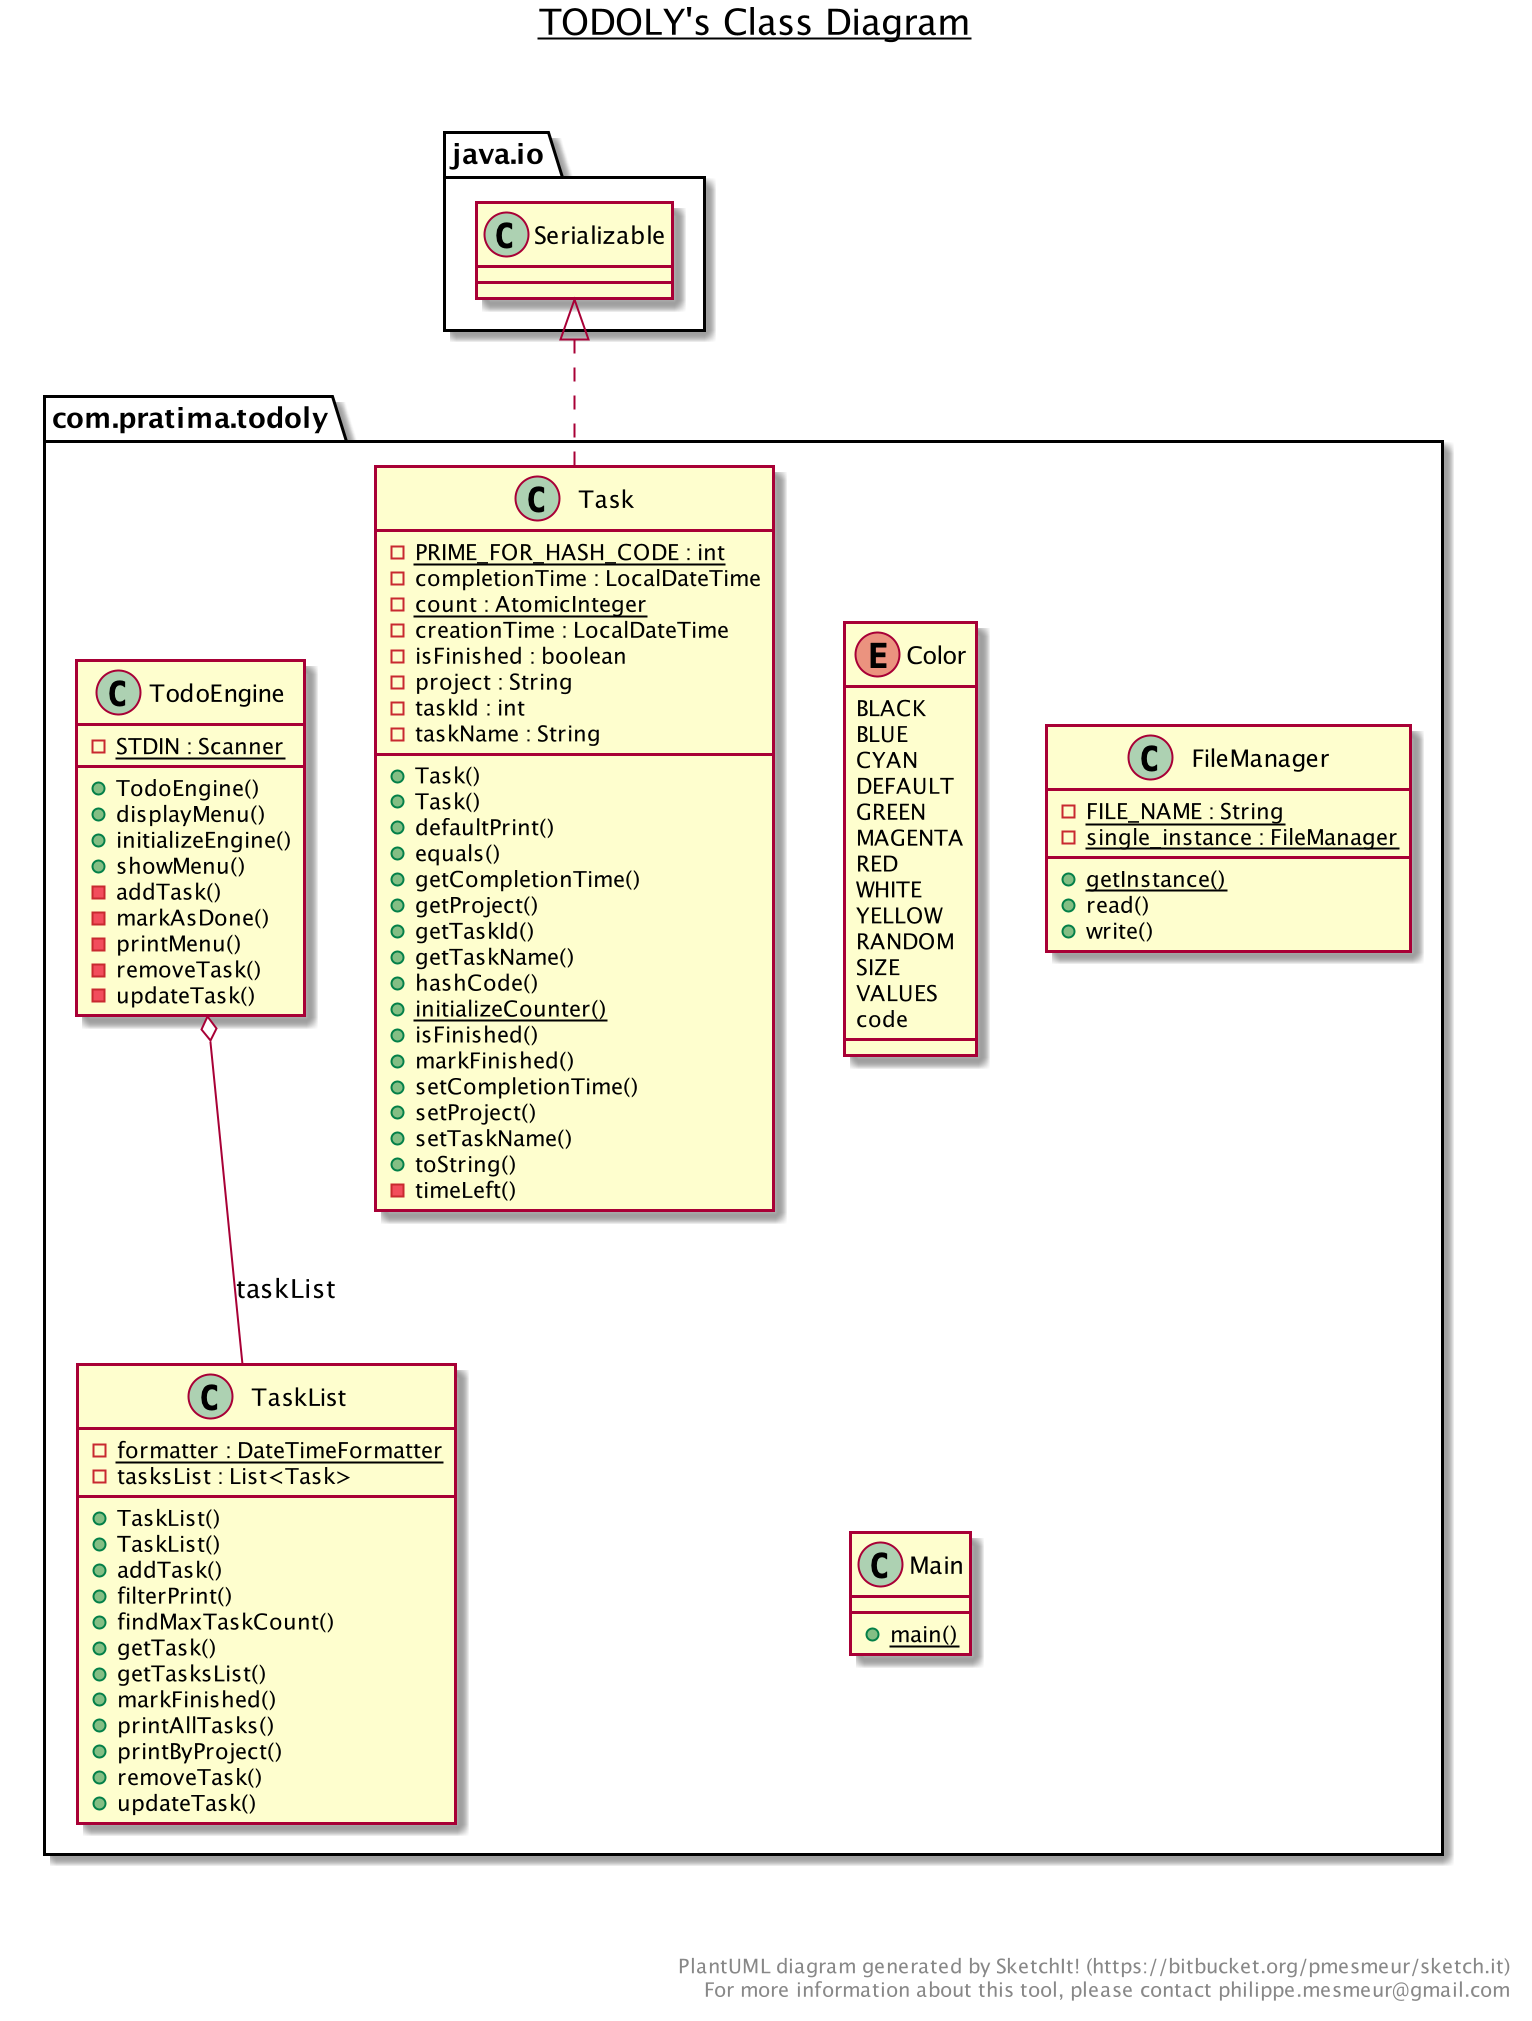 TODOLY's Class Diagram
java.io
C Serializable
com.pratima.todoly
C Task
PRIME_FOR_HASH_CODE : int
completionTime : LocalDateTime
count : AtomicInteger
creationTime : LocalDateTime
isFinished : boolean
project : String
taskId : int
taskName : String
Task()
Task()
defaultPrint()
equals()
getCompletionTime()
getProject()
getTaskId()
getTaskName()
hashCode()
initializeCounter()
isFinished()
markFinished()
setCompletionTime()
setProject()
setTaskName()
toString()
timeLeft()
C TodoEngine
STDIN : Scanner
TodoEngine()
displayMenu()
initializeEngine()
showMenu()
addTask()
markAsDone()
printMenu()
removeTask()
updateTask()
E Color
BLACK
BLUE
CYAN
DEFAULT
GREEN
MAGENTA
RED
WHITE
YELLOW
RANDOM
SIZE
VALUES
code
C FileManager
FILE_NAME : String
single_instance : FileManager
getInstance()
read()
write()
taskList
C TaskList
formatter : DateTimeFormatter
tasksList : List<Task>
TaskList()
TaskList()
addTask()
filterPrint()
findMaxTaskCount()
getTask()
getTasksList()
markFinished()
printAllTasks()
printByProject()
removeTask()
updateTask()
C Main
main()
PlantUML diagram generated by SketchIt! (https://bitbucket.org/pmesmeur/sketch.it)
For more information about this tool, please contact philippe.mesmeur@gmail.com